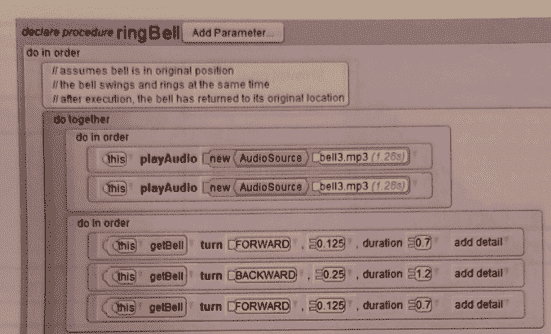 declare procedure ringBell Add Parameter...
do in order
// assumes bell is in original position
// the bell swings and rings at the same time
// after execution, the bell has returned to its original location
do together
do in order
this playAudio new AudioSource bell3.mp3 (1.26s)
this playAudio new AudioSource bell3.mp3 (1.26s)
do in order
this getBell turn FORWARD , 0.125 , duration 0.7 add detail
this getBell turn BACKWARD , 0.25 , duration 1.2 add detail
this getBell turn FORWARD , 0.125 , duration 0.7 add detail